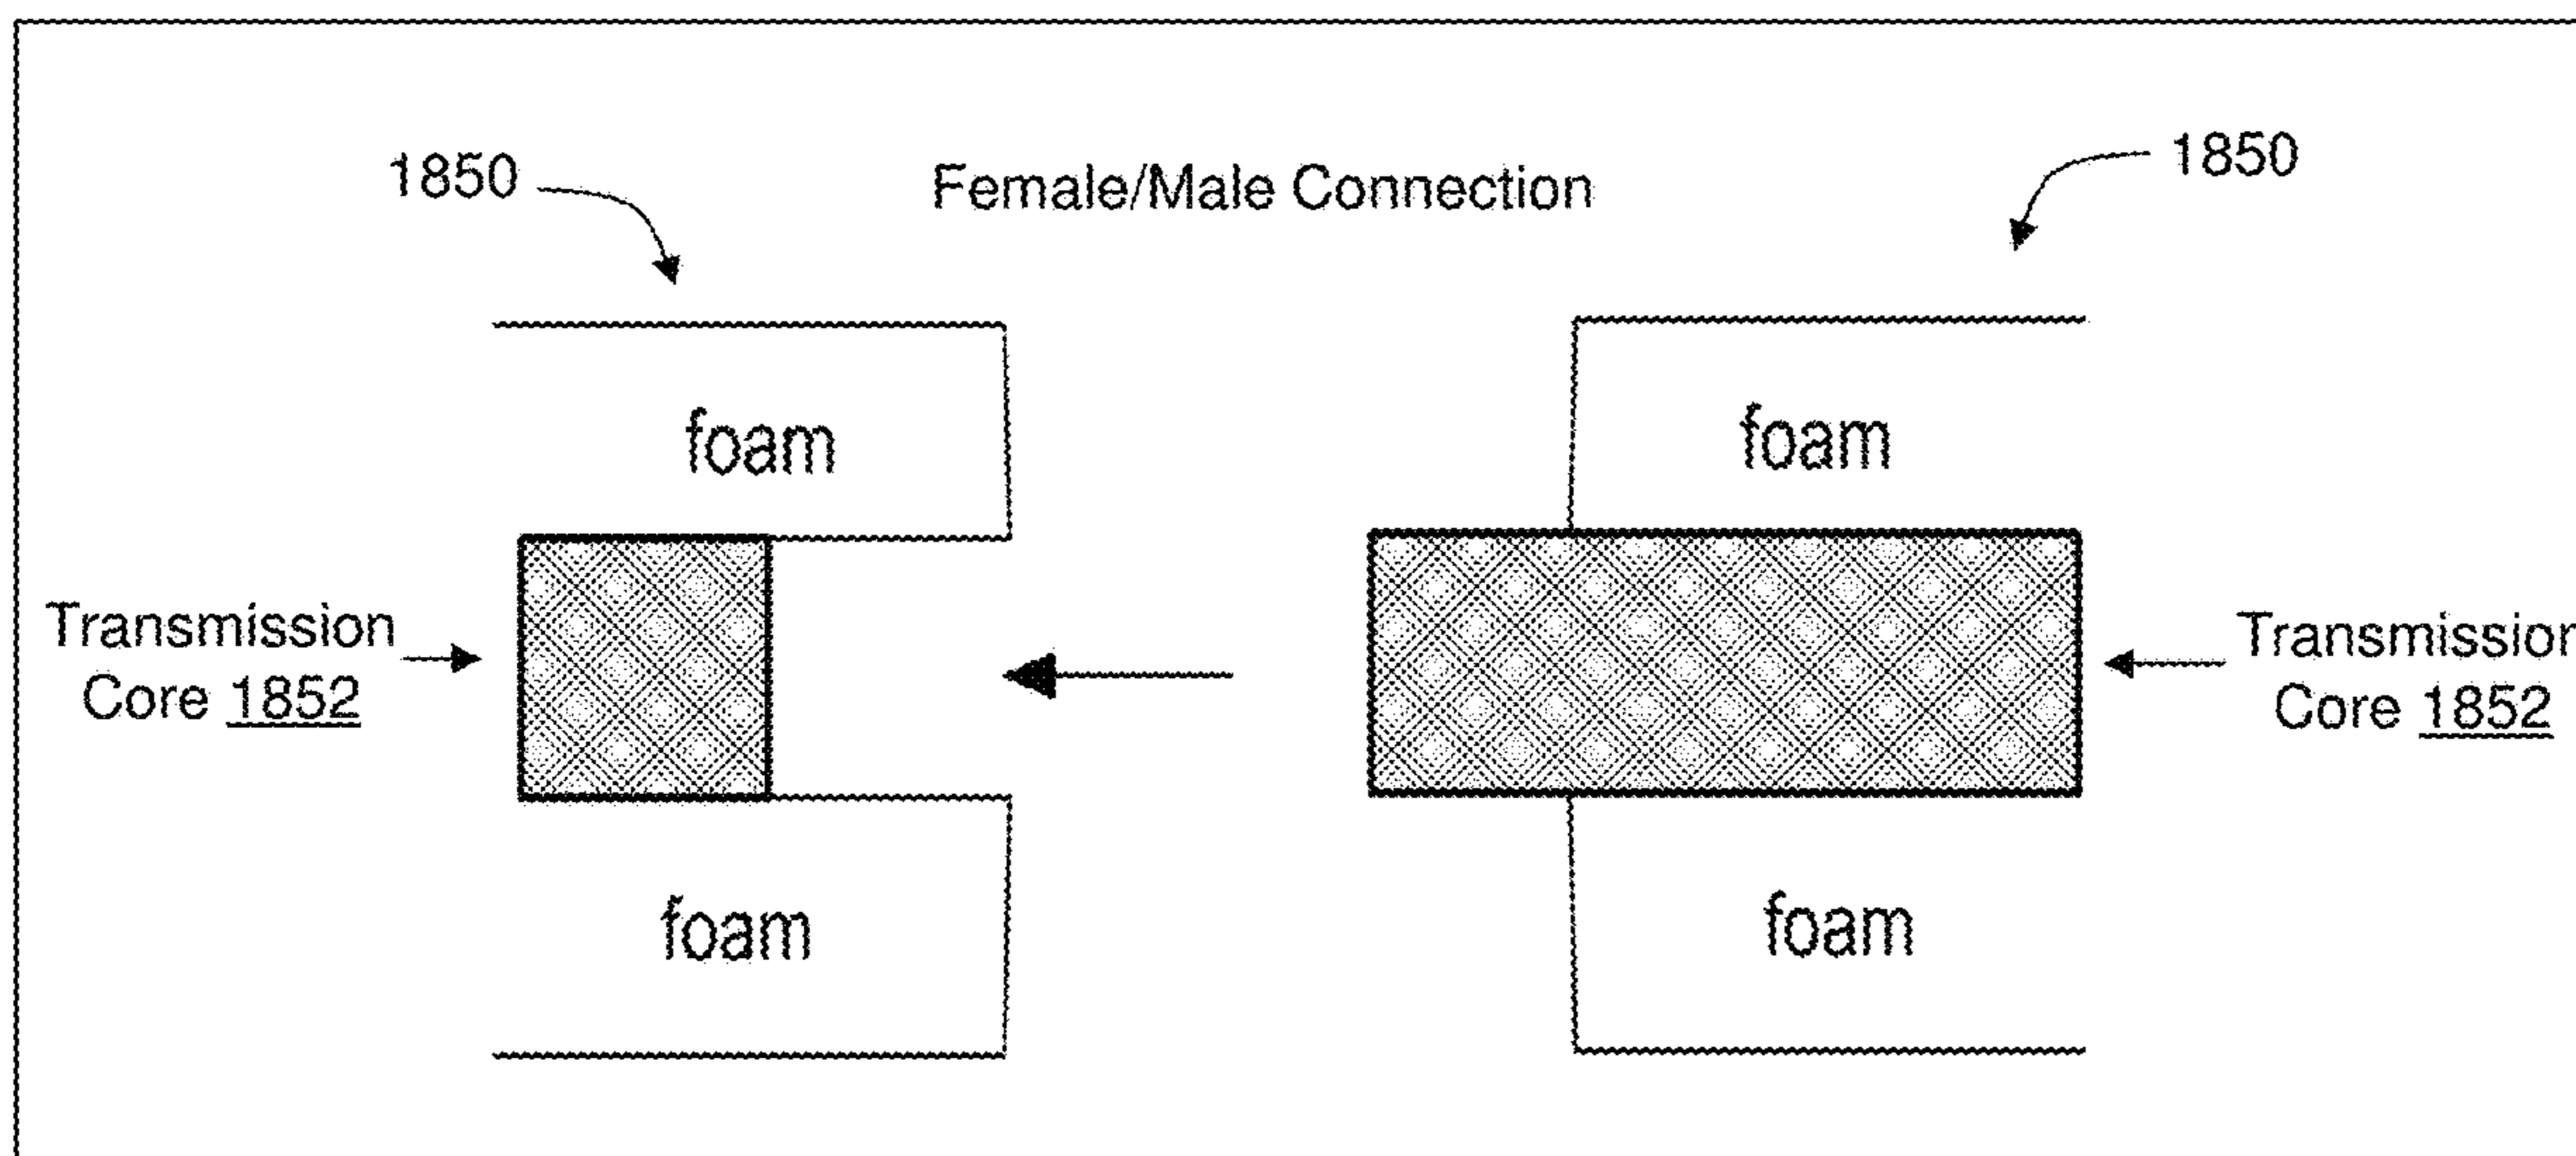 1850
Female/Male Connection
1850
foam
foam
Transmission
Core 1852
Transmission
Core 1852
foam
foam